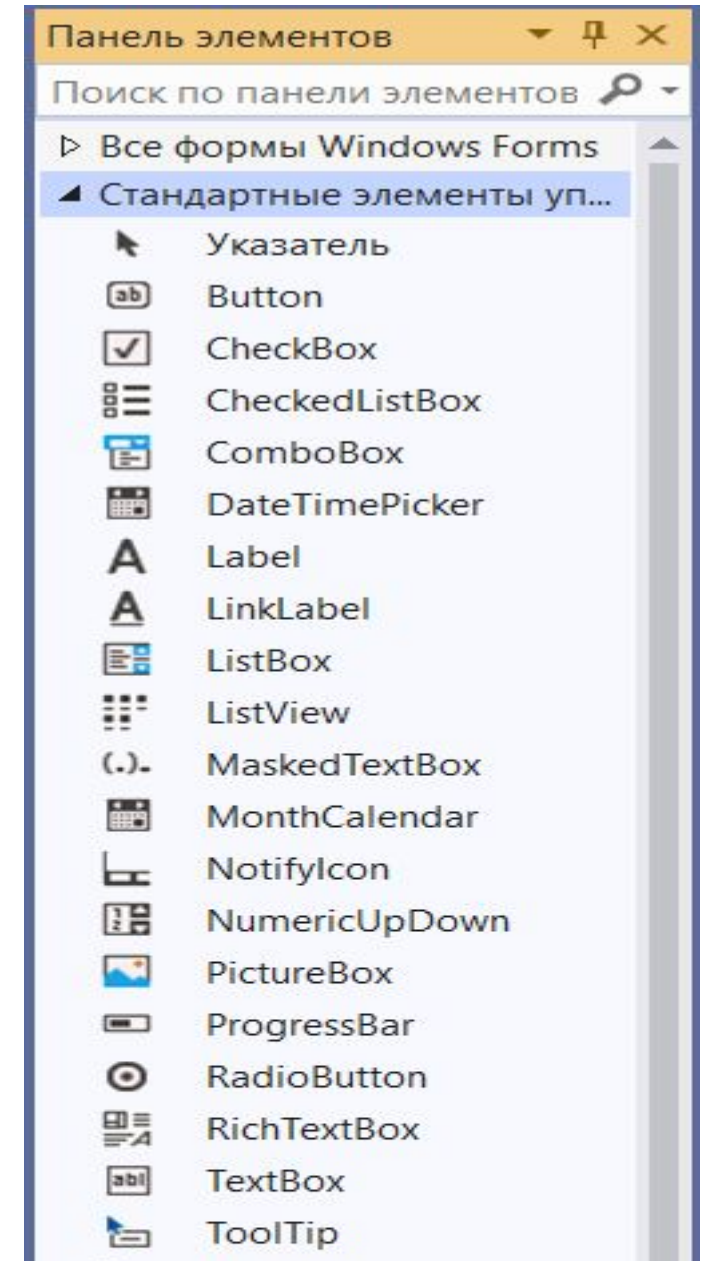 Панель элементов
Поиск по панели элементов
Все формы Windows Forms
Стандартные элементы уп...
Указатель
Button
CheckBox
CheckedListBox
ComboBox
DateTimePicker
Label
LinkLabel
ListBox
ListView
MaskedTextBox
MonthCalendar
NotifyIcon
NumericUpDown
PictureBox
ProgressBar
RadioButton
RichTextBox
TextBox
ToolTip